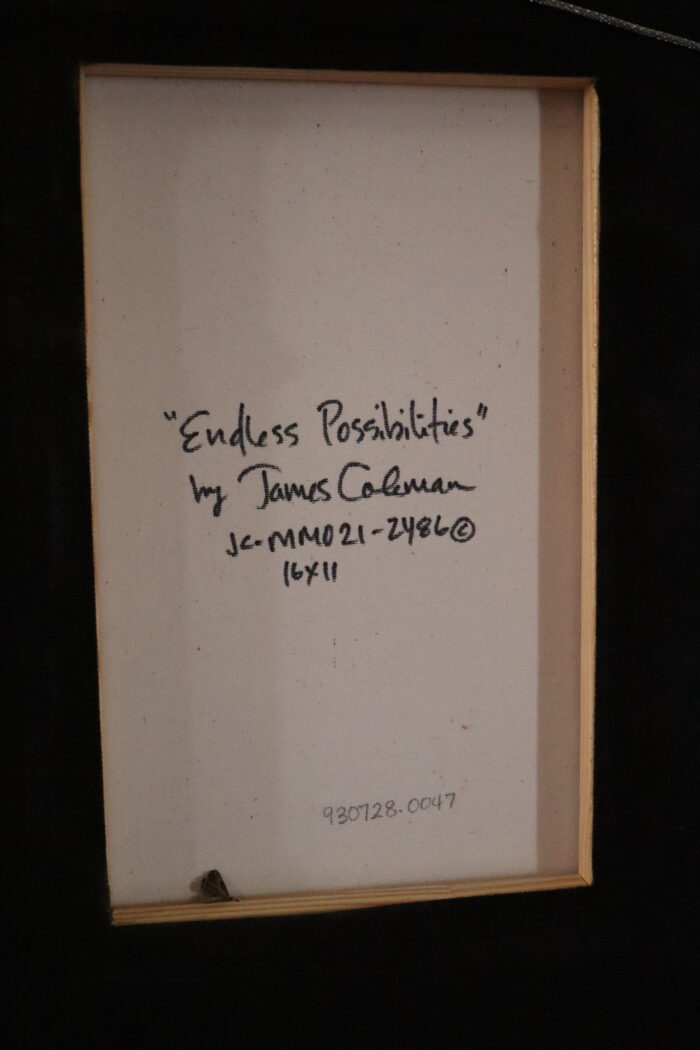 "Endless Possibilities"
by James Coleman
JC-MM021-2486©
16x11
930728.0047